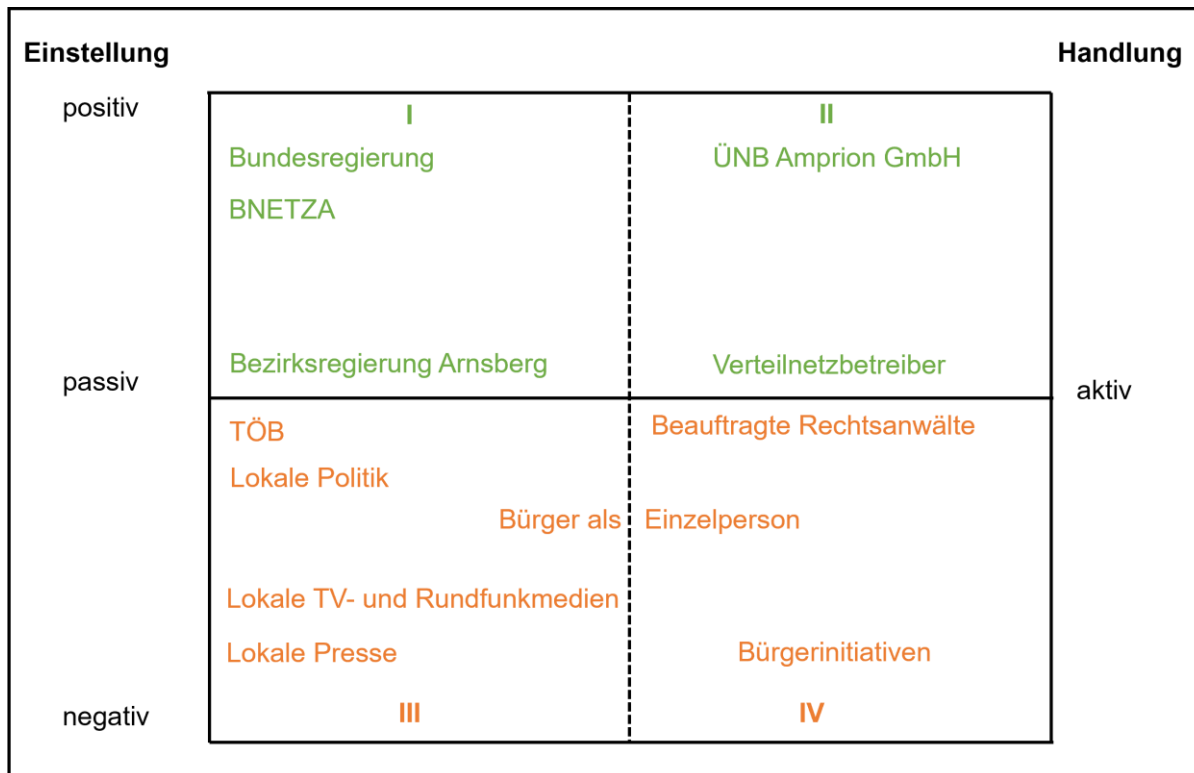 Einstellung
Handlung
positiv
I
II
Bundesregierung
ÜNB Amprion GmbH
BNETZA
Bezirksregierung Arnsberg
Verteilnetzbetreiber
passiv
aktiv
TÖB
Beauftragte Rechtsanwälte
Lokale Politik
Bürger als Einzelperson
Lokale TV- und Rundfunkmedien
Lokale Presse
Bürgerinitiativen
negativ
III
IV